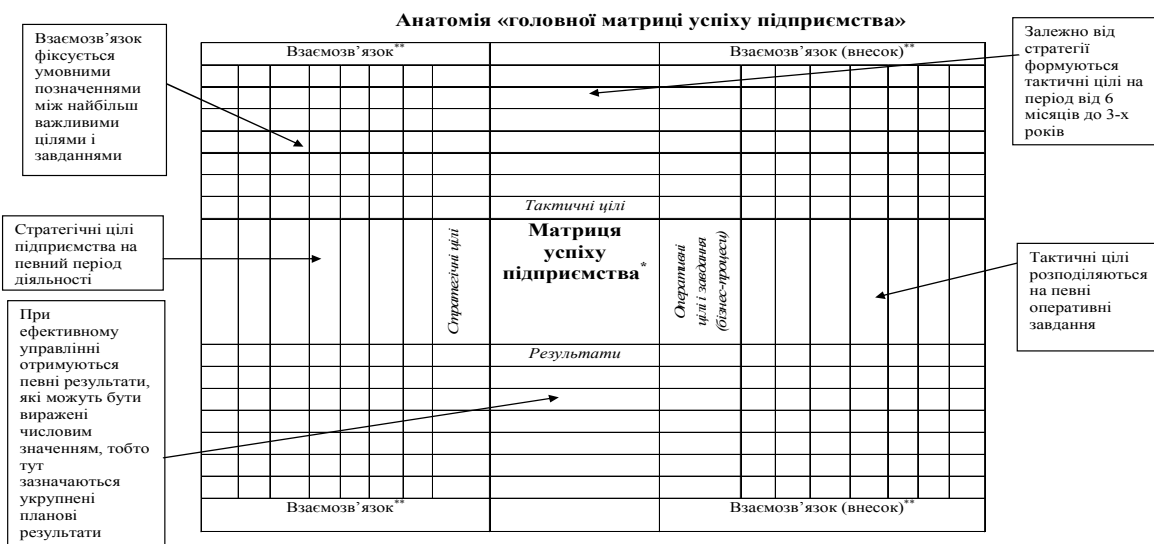 Анатомія «головної матриці успіху підприємства»
Взаємозв’язок
фіксується
умовними
позначеннями
між найбільш
важливими
цілями і
завданнями
Взаємозв’язок**
Взаємозв’язок (внесок)**
Залежно від
стратегії
формуються
тактичні цілі на
період від 6
місяців до 3-х
років
Тактичні цілі
Стратегічні цілі
підприємства на
певний період
діяльності
Стратегічні цілі
Матриця
успіху
підприємства*
Оперативні
цілі і завдання
(бізнес-процеси)
Тактичні цілі
розподіляються
на певні
оперативні
завдання
При
ефективному
управлінні
отримуються
певні результати,
які можуть бути
виражені
числовим
значенням, тобто
тут
зазначаються
укрупнені
планові
результати
Результати
Взаємозв’язок**
Взаємозв’язок (внесок)**